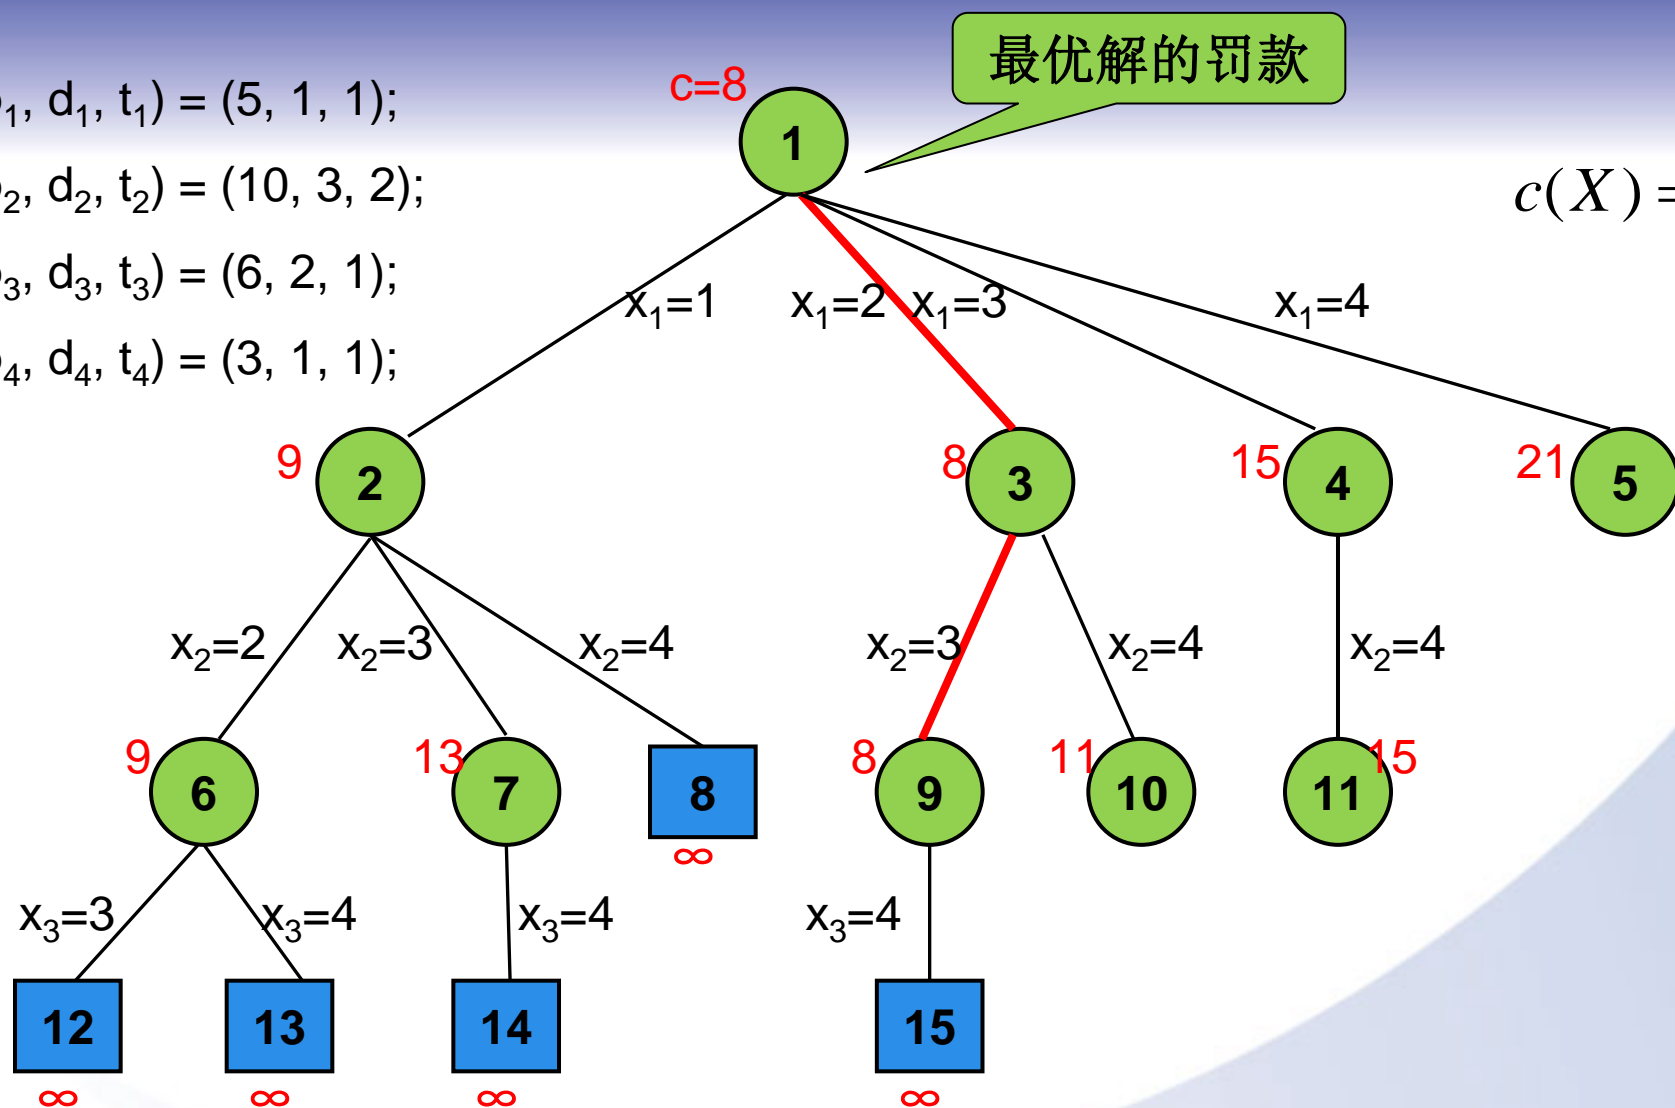 最优解的罚款
c=8
1
₁, d₁, t₁) = (5, 1, 1);
₂, d₂, t₂) = (10, 3, 2);
₃, d₃, t₃) = (6, 2, 1);
₄, d₄, t₄) = (3, 1, 1);
c(X) =
x₁=1 x₁=2 x₁=3 x₁=4
9 2 8 3 15 4 21 5
x₂=2 x₂=3 x₂=4 x₂=3 x₂=4 x₂=4
9 6 13 7 8 8 9 11 10 11 15
∞
x₃=3 x₃=4 x₃=4 x₃=4
12 13 14 15
∞ ∞ ∞ ∞